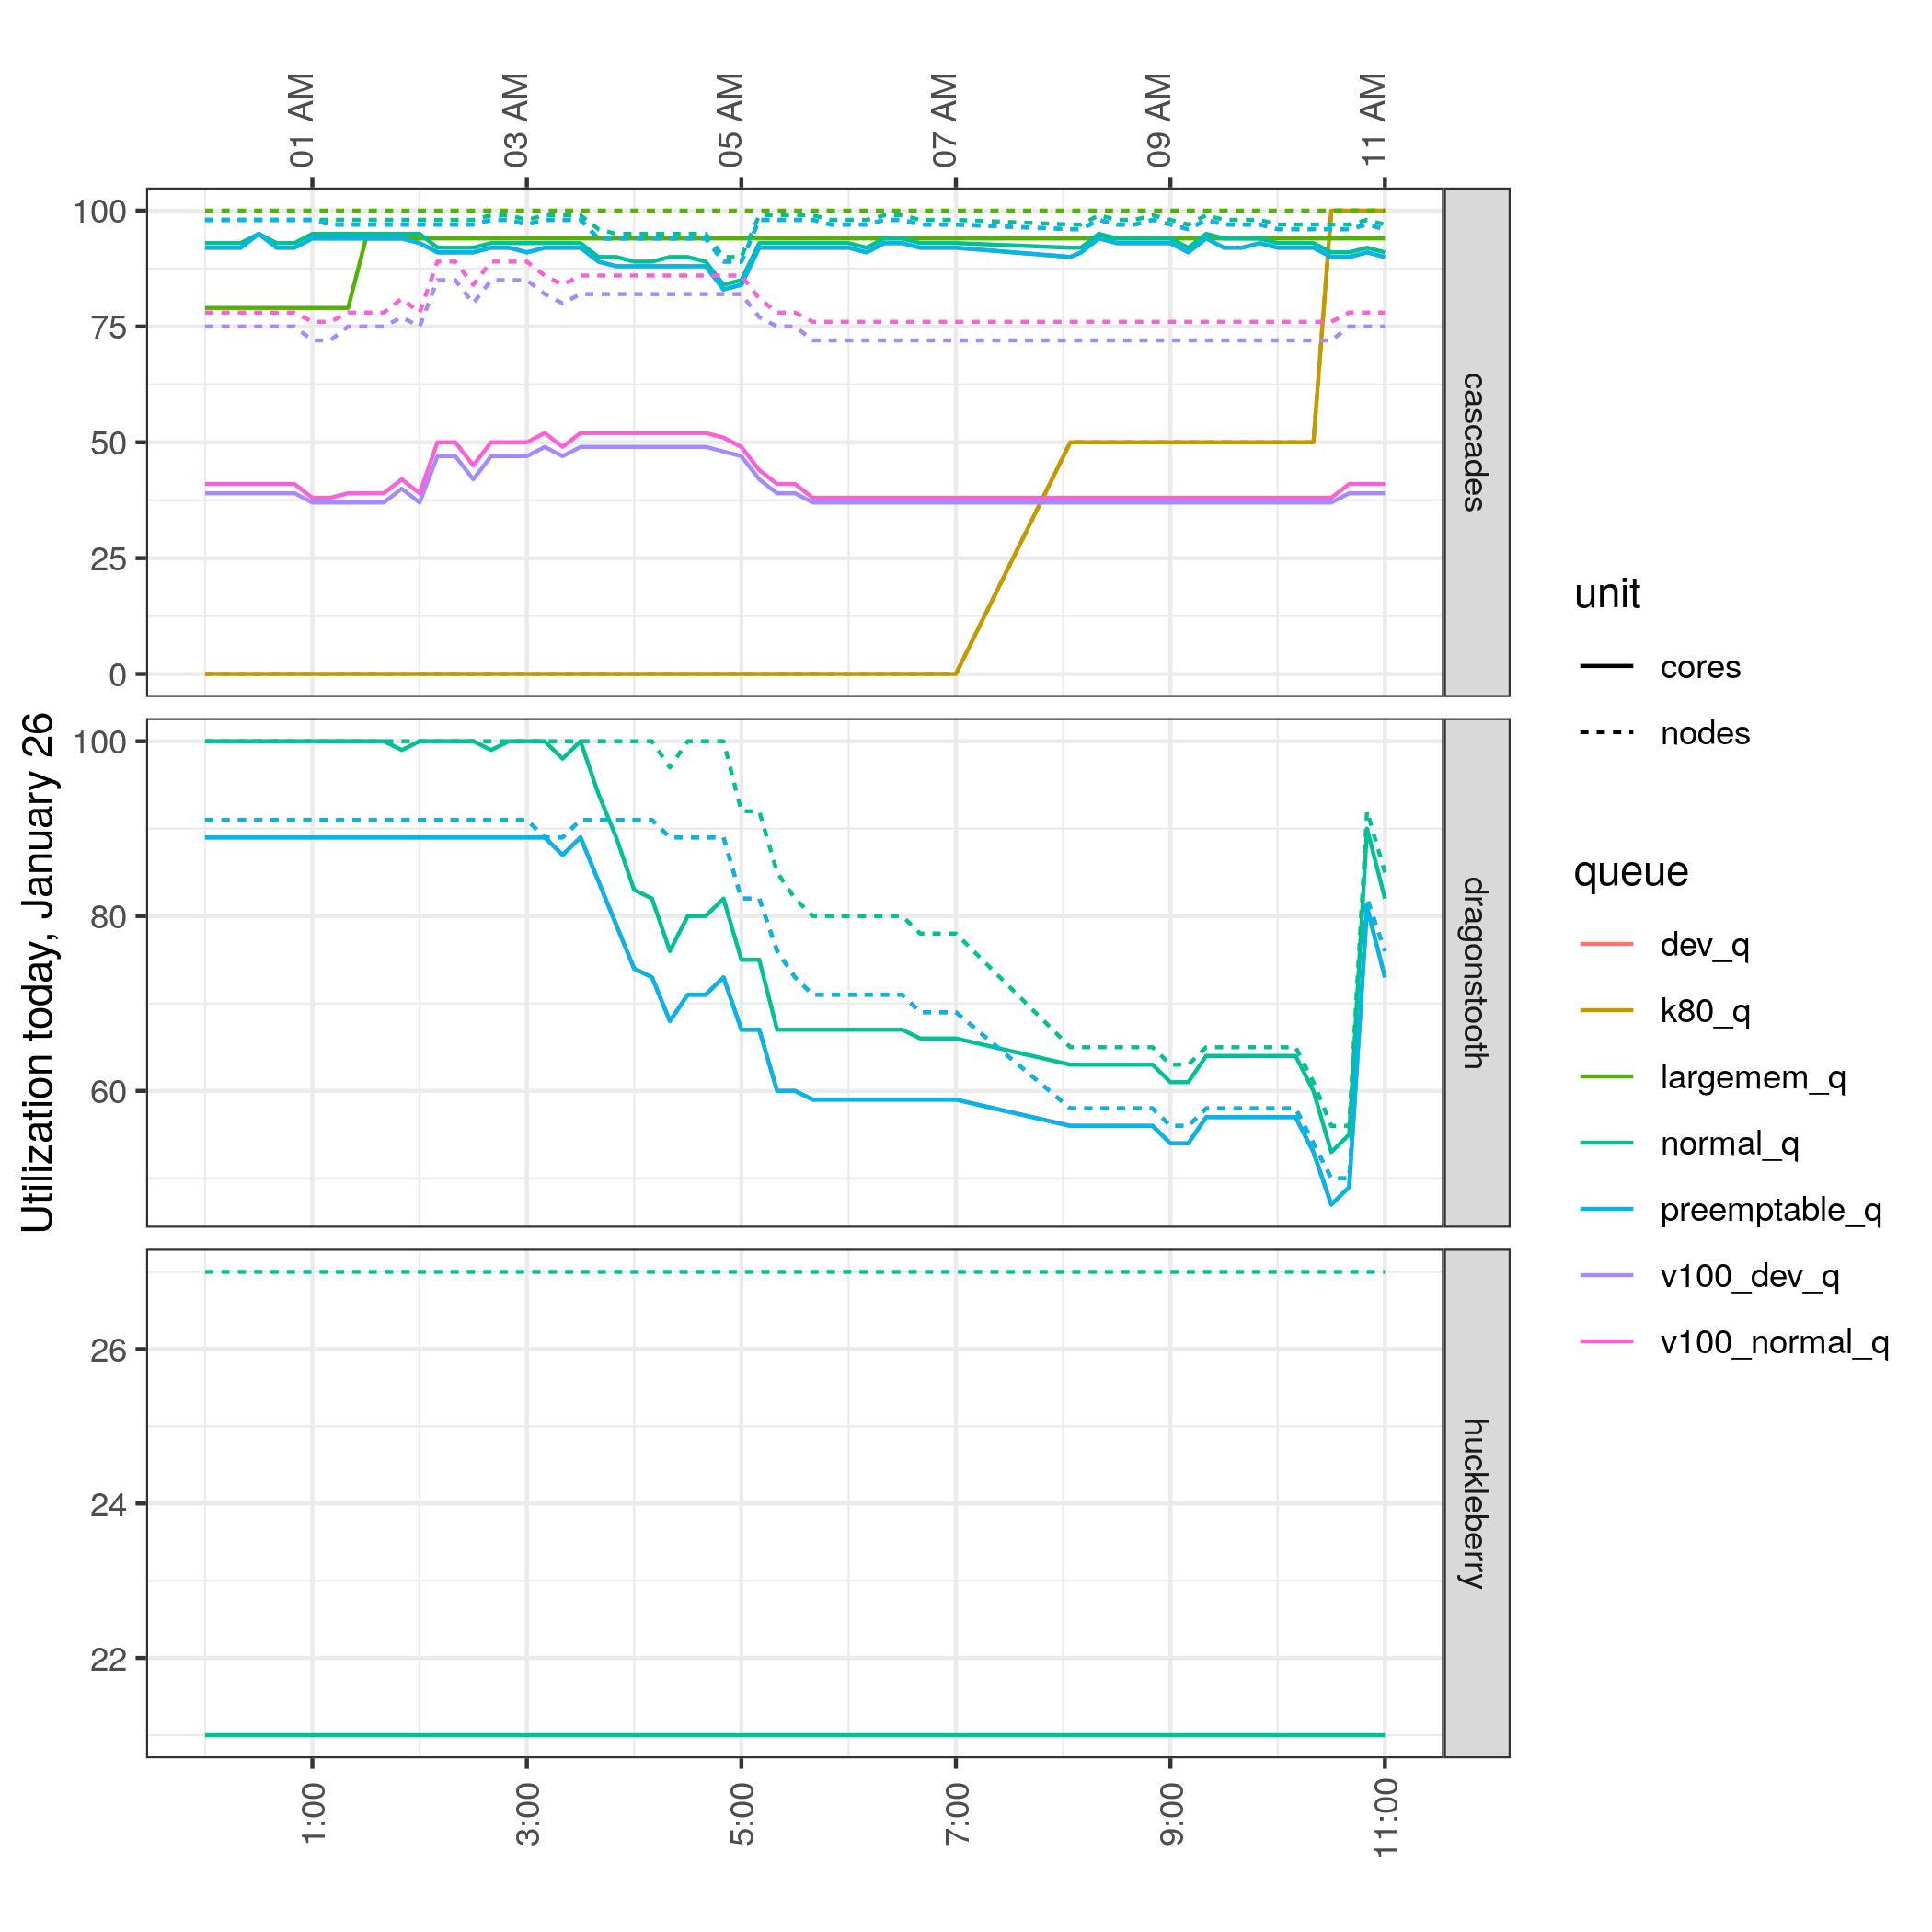 01 AM
03 AM
05 AM
07 AM
09 AM
11 AM
Utilization today, January 26
100
75
50
25
0
cascades
100
80
60
dragonstooth
26
24
22
huckleberry
1:00
3:00
5:00
7:00
9:00
11:00
unit
cores
nodes
queue
dev_q
k80_q
largemem_q
normal_q
preemptable_q
v100_dev_q
v100_normal_q